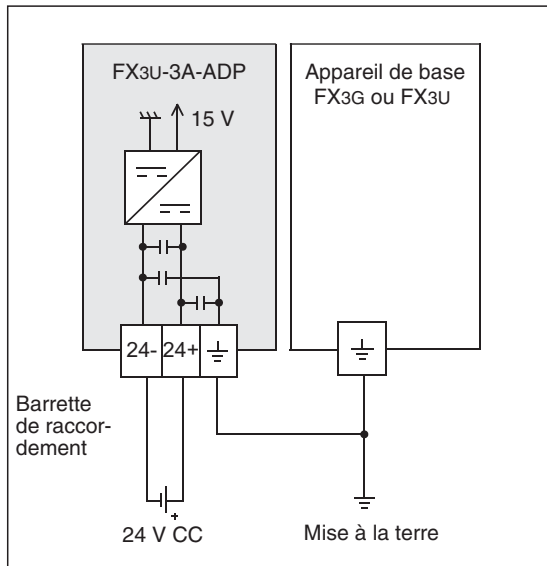 FX3U-3A-ADP
15 V
Appareil de base
FX3G ou FX3U
24-
24+
Barrette
de raccor-
dement
+
24 V CC
Mise à la terre